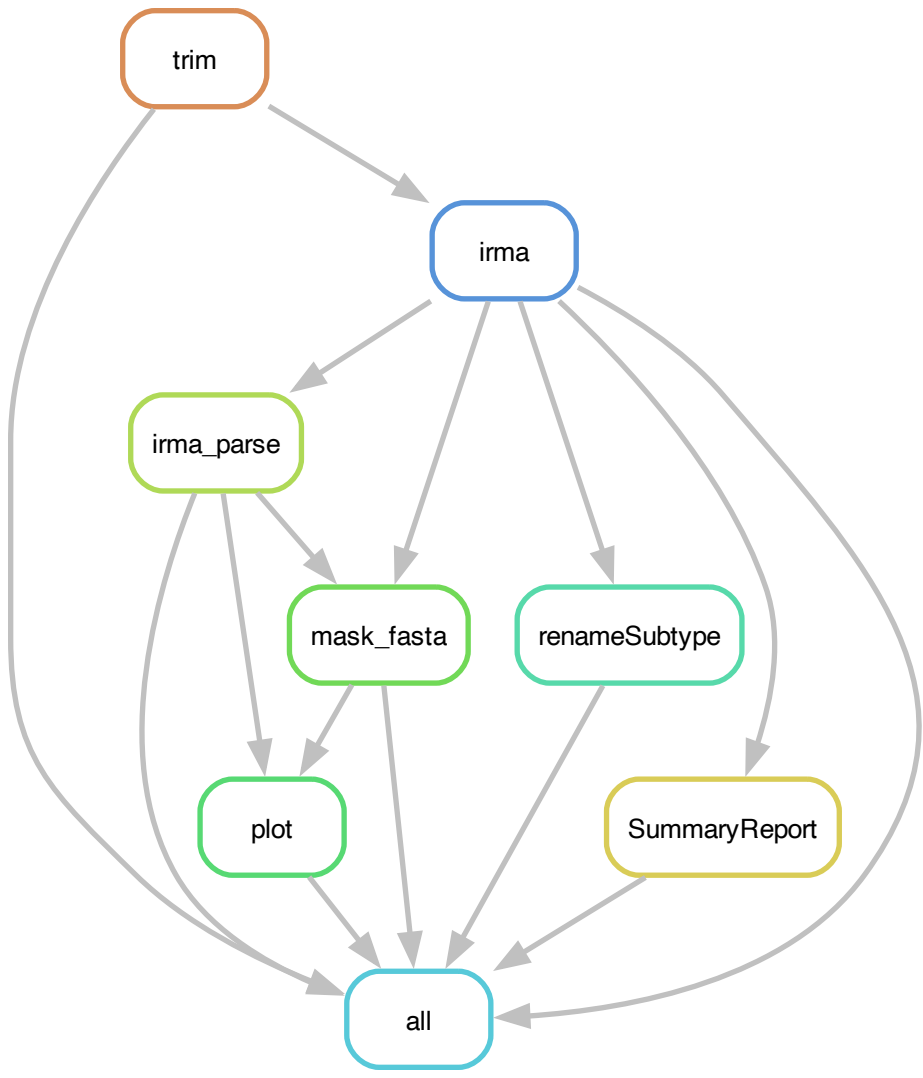 trim
irma
irma_parse
mask_fasta
renameSubtype
plot
SummaryReport
all